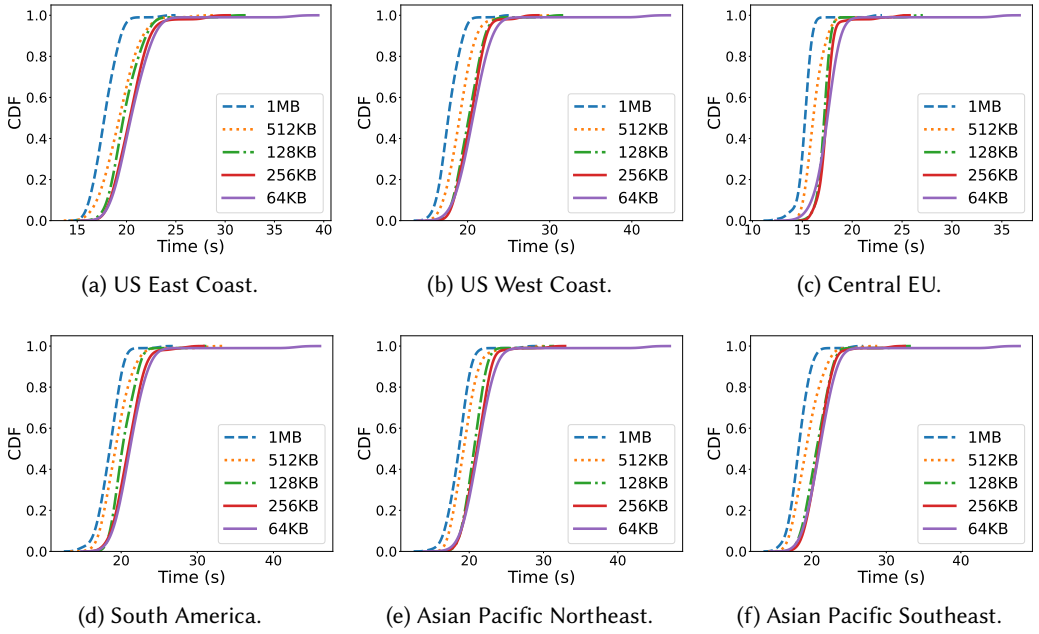 CDF
1.0
0.8
0.6
0.4
0.2
0.0
1MB
512KB
128KB
256KB
64KB
15 20 25 30 35 40
Time (s)
(a) US East Coast.
CDF
1.0
0.8
0.6
0.4
0.2
0.0
1MB
512KB
128KB
256KB
64KB
20 30 40
Time (s)
(b) US West Coast.
CDF
1.0
0.8
0.6
0.4
0.2
0.0
1MB
512KB
128KB
256KB
64KB
10 15 20 25 30 35
Time (s)
(c) Central EU.
CDF
1.0
0.8
0.6
0.4
0.2
0.0
1MB
512KB
128KB
256KB
64KB
20 30 40
Time (s)
(d) South America.
CDF
1.0
0.8
0.6
0.4
0.2
0.0
1MB
512KB
128KB
256KB
64KB
20 30 40
Time (s)
(e) Asian Pacific Northeast.
CDF
1.0
0.8
0.6
0.4
0.2
0.0
1MB
512KB
128KB
256KB
64KB
20 30 40
Time (s)
(f) Asian Pacific Southeast.